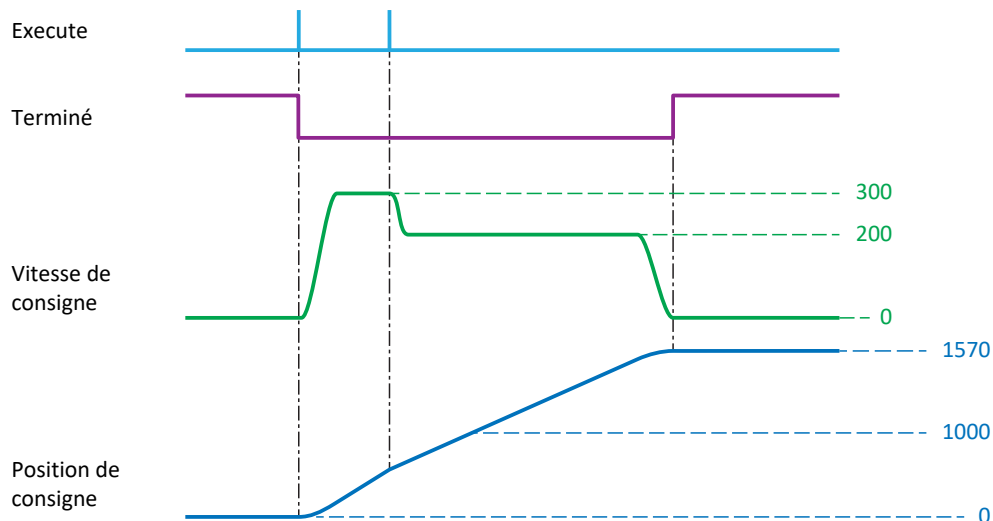 Execute
Terminé
300
200
Vitesse de
consigne
0
1570
1000
Position de
consigne
0